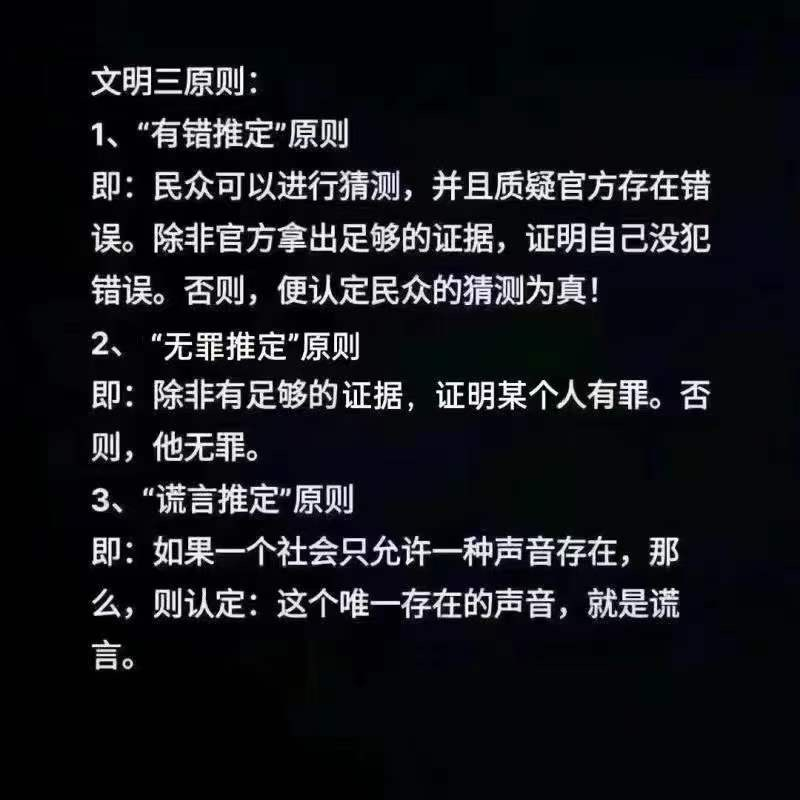 文明三原则：
1、“有错推定”原则
即：民众可以进行猜测，并且质疑官方存在错
误。除非官方拿出足够的证据，证明自己没犯
错误。否则，便认定民众的猜测为真！
2、 “无罪推定”原则
即：除非有足够的证据，证明某个人有罪。否
则，他无罪。
3、“谎言推定”原则
即：如果一个社会只允许一种声音存在，那
么，则认定：这个唯一存在的声音，就是谎
言。